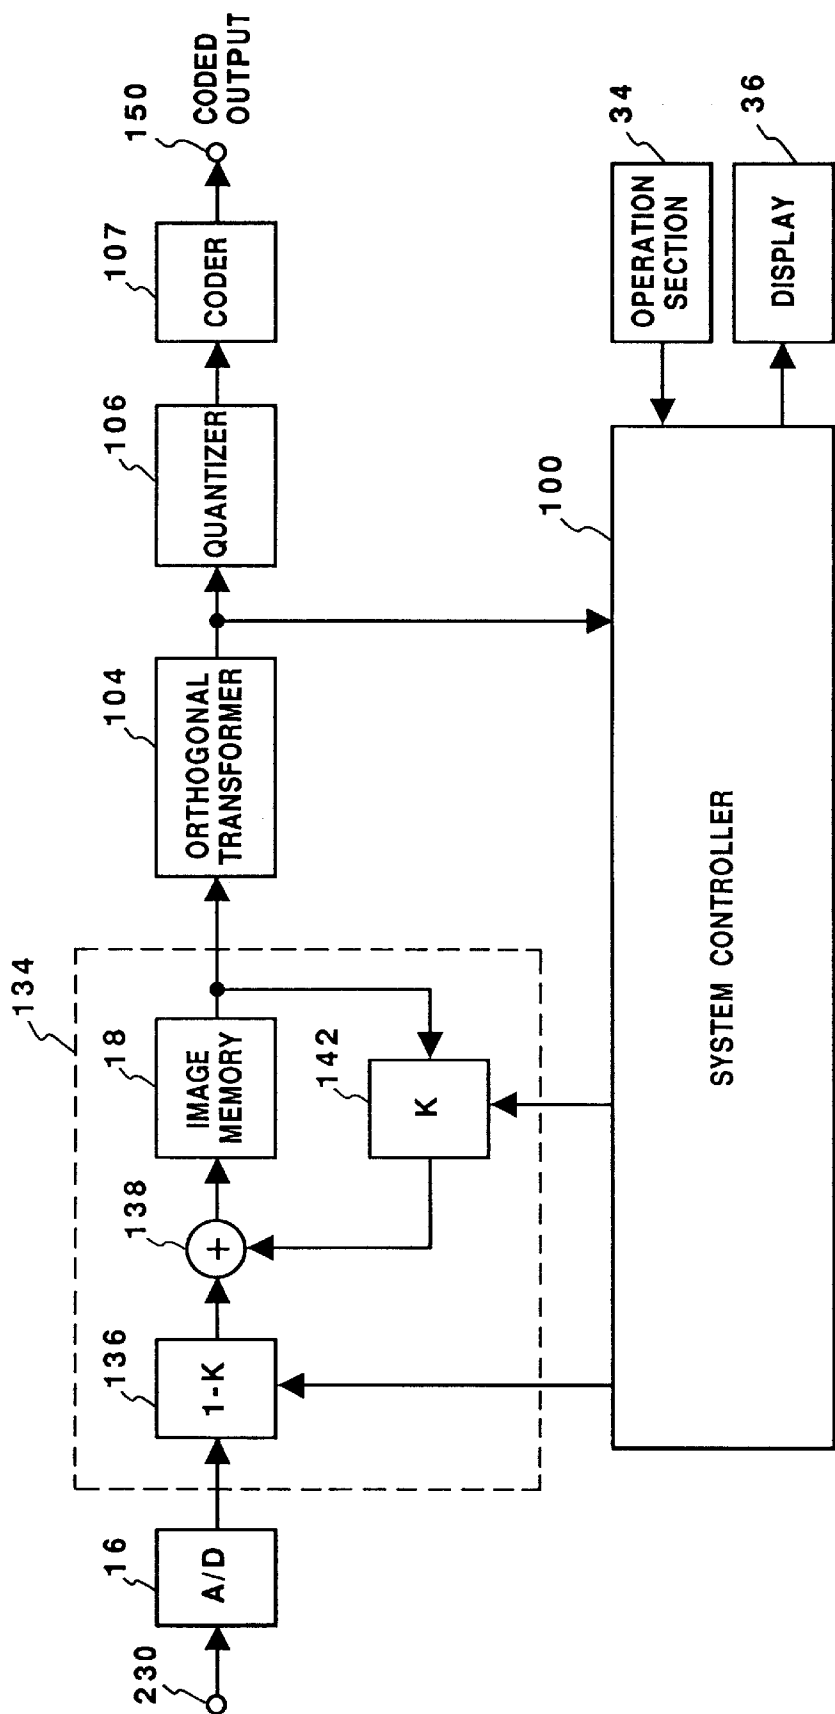 230
16
A/D
134
136
1-K
138
+
18
IMAGE
MEMORY
142
K
104
ORTHOGONAL
TRANSFORMER
106
QUANTIZER
107
CODER
150
CODED
OUTPUT
100
SYSTEM CONTROLLER
34
OPERATION
SECTION
36
DISPLAY